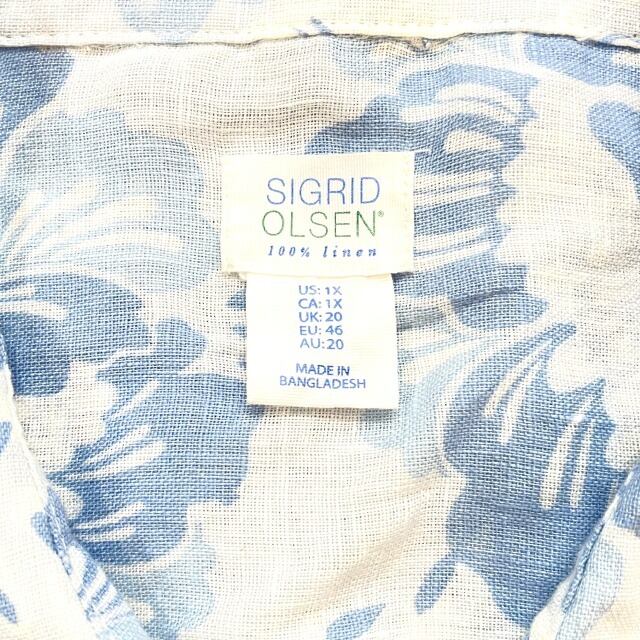 SIGRID
OLSEN®
100% linen
US: 1X
CA: 1X
UK: 20
EU: 46
AU: 20
MADE IN
BANGLADESH